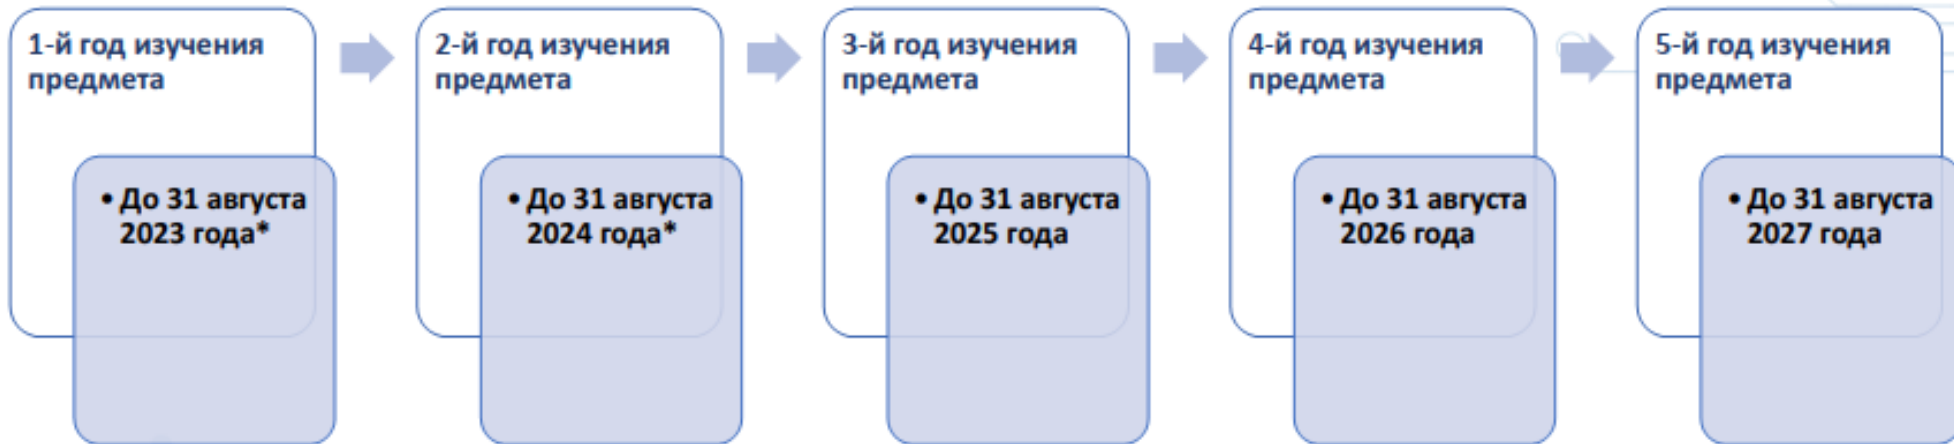 1-й год изучения
предмета
• До 31 августа
2023 года*
2-й год изучения
предмета
• До 31 августа
2024 года*
3-й год изучения
предмета
• До 31 августа
2025 года
4-й год изучения
предмета
• До 31 августа
2026 года
5-й год изучения
предмета
• До 31 августа
2027 года